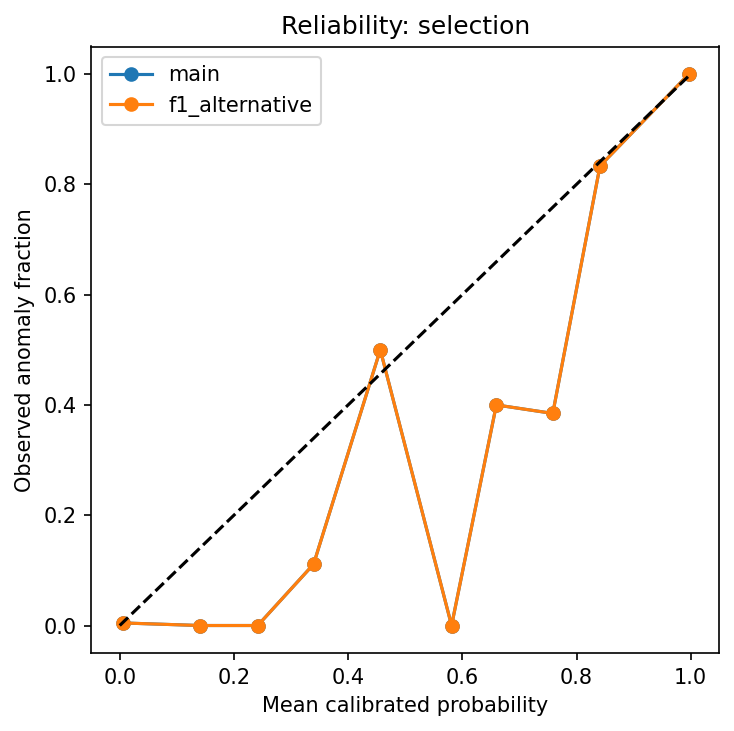 Reliability: selection
main
f1_alternative
Observed anomaly fraction
1.0
0.8
0.6
0.4
0.2
0.0
0.0 0.2 0.4 0.6 0.8 1.0
Mean calibrated probability